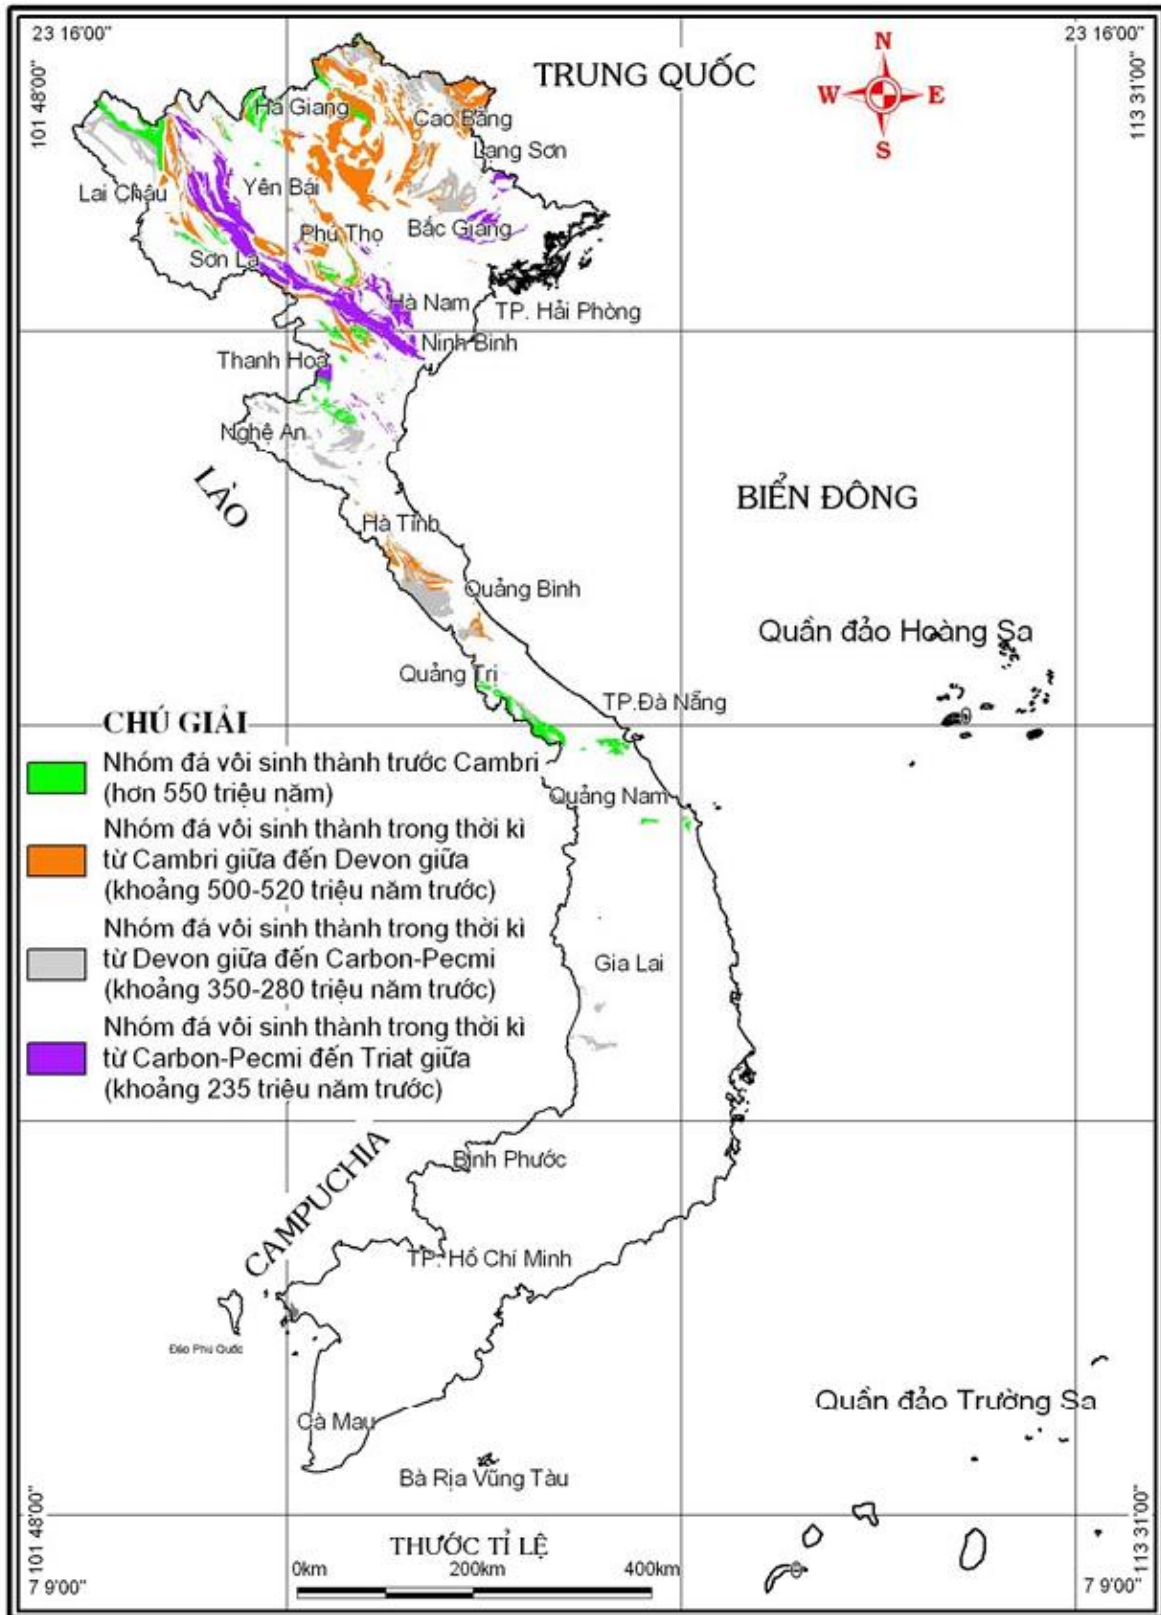 23 16'00"
23 16'00"
101 48'00"
113 31'00"
TRUNG QUỐC
N
W
E
S
Hà Giang
Cao Bằng
Lạng Sơn
Lai Châu
Yên Bái
Phú Thọ
Bắc Giang
Sơn La
Hà Nam
TP. Hải Phòng
Ninh Bình
Thanh Hoá
Nghệ An
LÀO
BIỂN ĐÔNG
Hà Tĩnh
Quảng Bình
Quần đảo Hoàng Sa
Quảng Trị
TP.Đà Nẵng
CHÚ GIẢI
Nhóm đá vôi sinh thành trước Cambri
(hơn 550 triệu năm)
Quảng Nam
Nhóm đá vôi sinh thành trong thời kì
từ Cambri giữa đến Devon giữa
(khoảng 500-520 triệu năm trước)
Nhóm đá vôi sinh thành trong thời kì
từ Devon giữa đến Carbon-Pecmi
(khoảng 350-280 triệu năm trước)
Gia Lai
Nhóm đá vôi sinh thành trong thời kì
từ Carbon-Pecmi đến Triat giữa
(khoảng 235 triệu năm trước)
CAMPUCHIA
Bình Phước
TP. Hồ Chí Minh
Đảo Phú Quốc
Quần đảo Trường Sa
Cà Mau
Bà Rịa Vũng Tàu
101 48'00"
113 31'00"
THƯỚC TỈ LỆ
0km
200km
400km
7 9'00"
7 9'00"